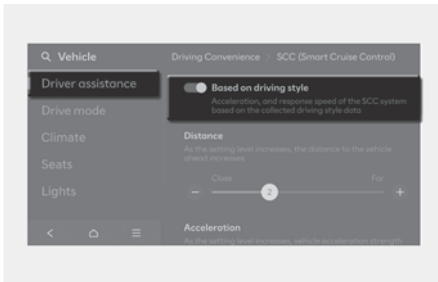 Vehicle
Driving Convenience > SCC (Smart Cruise Control)
Driver assistance
Drive mode
Climate
Seats
Lights
Based on driving style
Acceleration, and response speed of the SCC system
based on the collected driving style data
Distance
As the setting level increases, the distance to the vehicle
ahead increases
Close
Far
2
Acceleration
As the setting level increases, vehicle acceleration strength